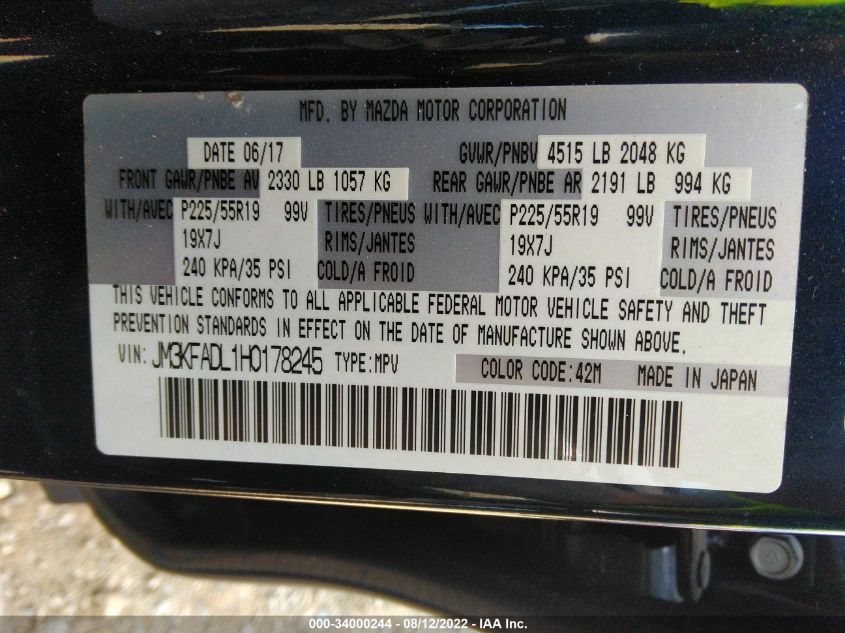 MFD. BY MAZDA MOTOR CORPORATION
DATE 06/17 GVWR/PNBV 4515 LB 2048 KG
FRONT GAWR/PNBE AV 2330 LB 1057 KG REAR GAWR/PNBE AR 2191 LB 994 KG
WITH/AVEC P225/55R19 99V TIRES/PNEUS WITH/AVEC P225/55R19 99V TIRES/PNEUS
19X7J RIMS/JANTES 19X7J RIMS/JANTES
240 KPA/35 PSI COLD/A FROID 240 KPA/35 PSI COLD/A FROID
THIS VEHICLE CONFORMS TO ALL APPLICABLE FEDERAL MOTOR VEHICLE SAFETY AND THEFT
PREVENTION STANDARDS IN EFFECT ON THE DATE OF MANUFACTURE SHOWN ABOVE.
VIN: JM3KFADL1H0178245 TYPE:MPV COLOR CODE:42M MADE IN JAPAN
000-34000244 - 08/12/2022 - IAA Inc.